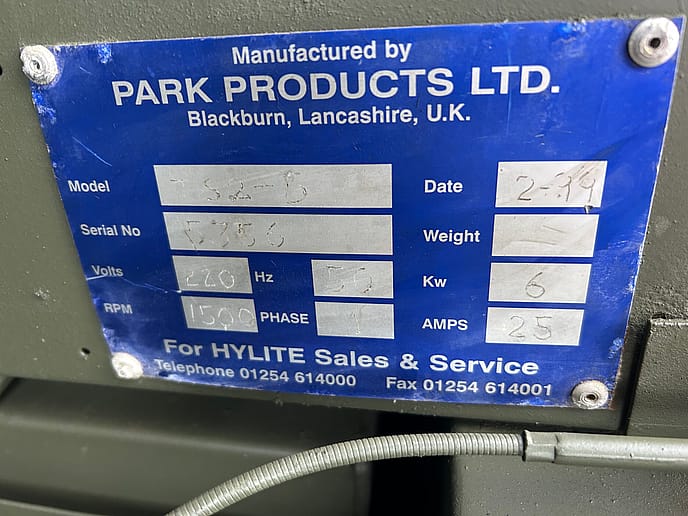 Manufactured by
PARK PRODUCTS LTD.
Blackburn, Lancashire, U.K.
Model Date 2-99
Serial No Weight
Volts 220 Hz 50 Kw 6
RPM 1500 PHASE 1 AMPS 25
For HYLITE Sales & Service
Telephone 01254 614000 Fax 01254 614001